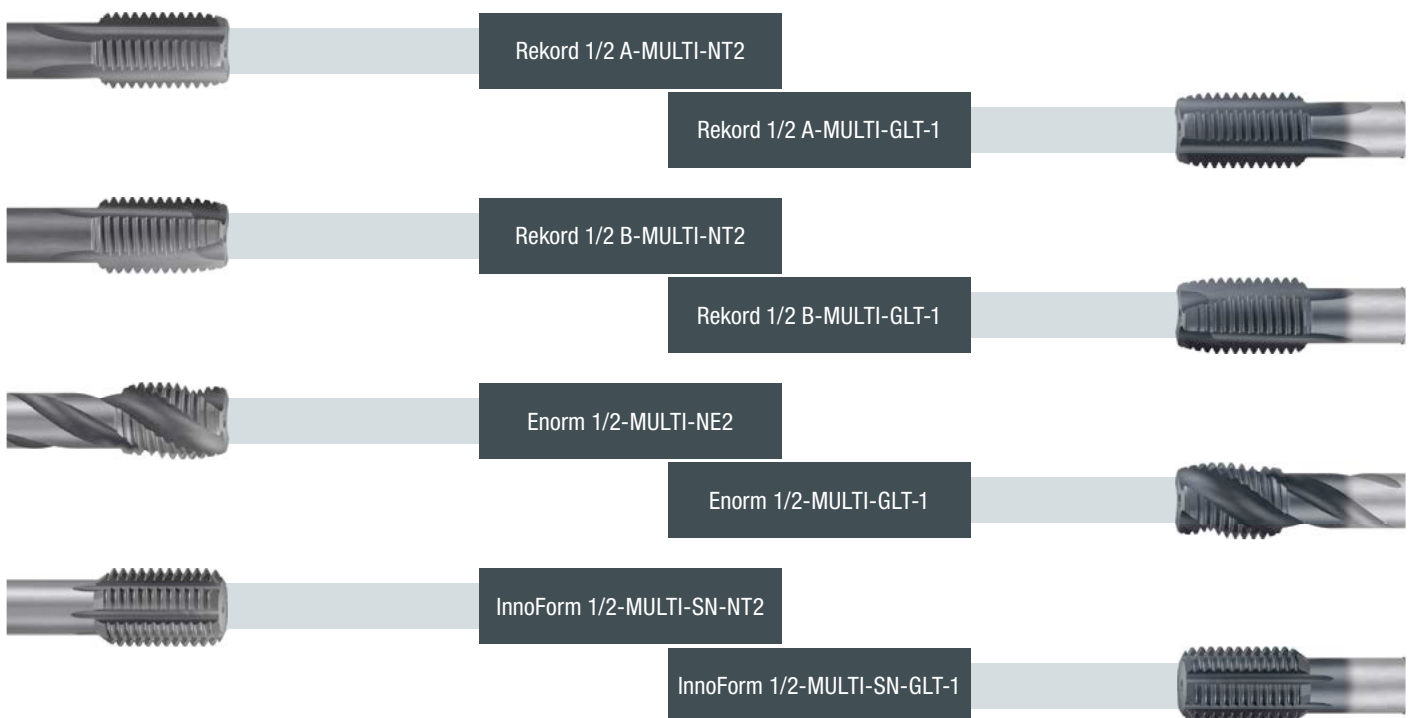 Rekord 1/2 A-MULTI-NT2
Rekord 1/2 A-MULTI-GLT-1
Rekord 1/2 B-MULTI-NT2
Rekord 1/2 B-MULTI-GLT-1
Enorm 1/2-MULTI-NE2
Enorm 1/2-MULTI-GLT-1
InnoForm 1/2-MULTI-SN-NT2
InnoForm 1/2-MULTI-SN-GLT-1